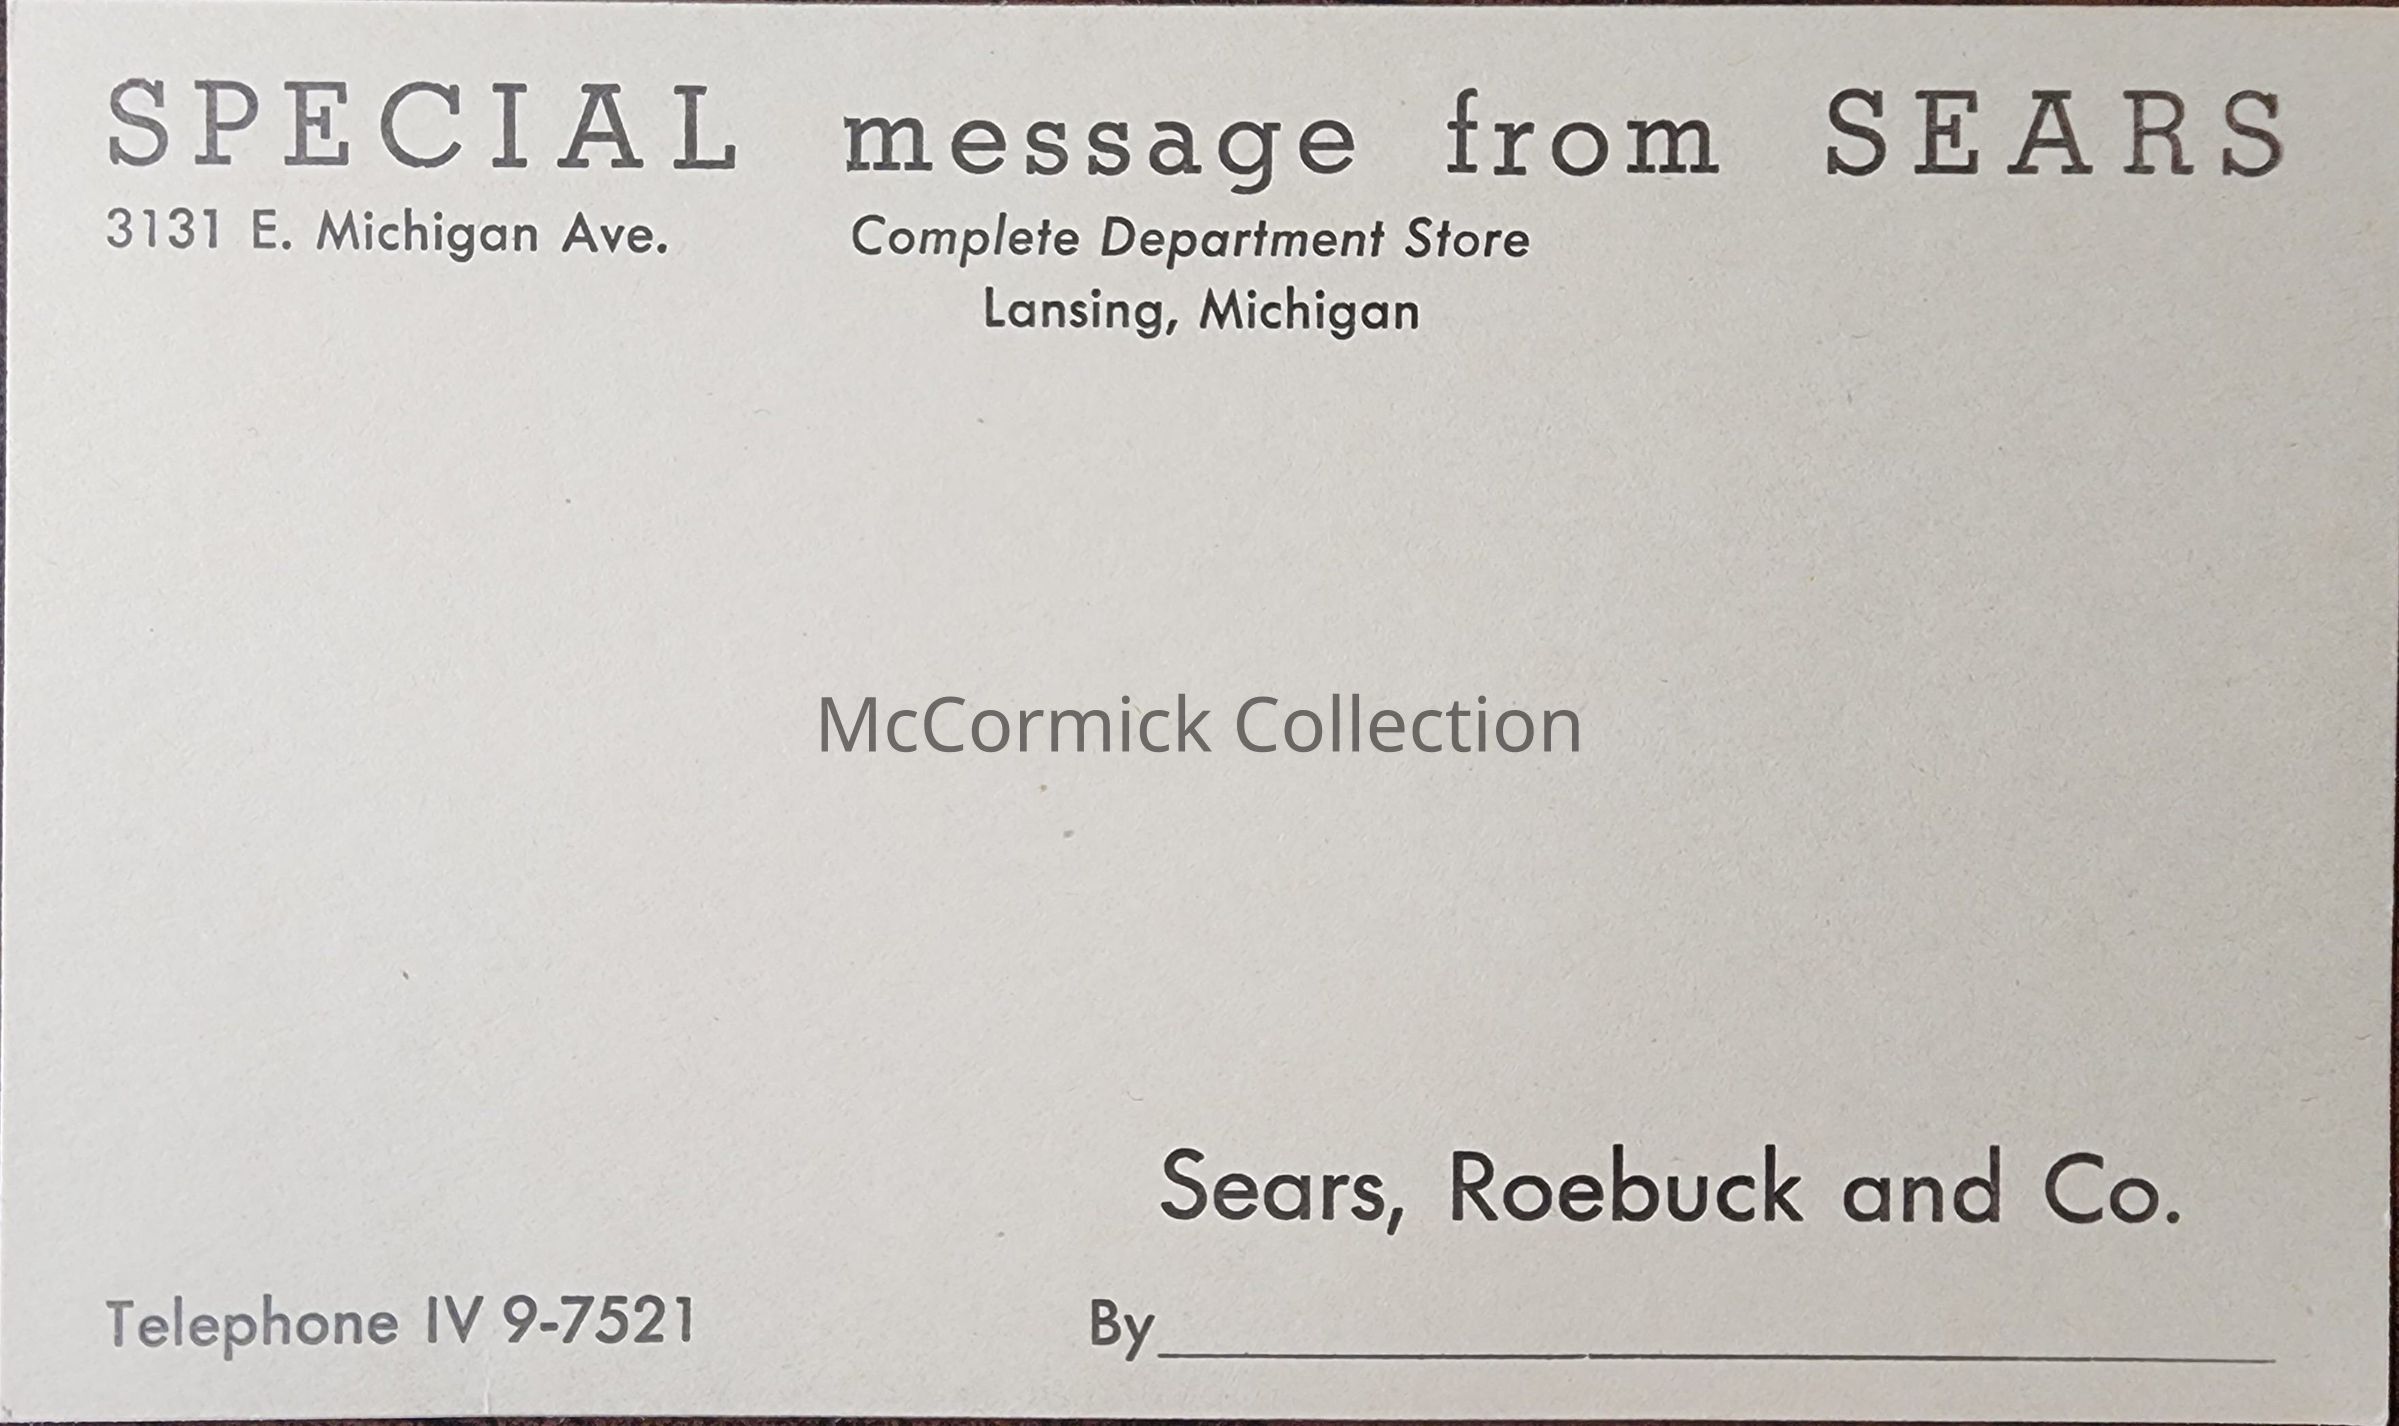 SPECIAL message from SEARS
3131 E. Michigan Ave. Complete Department Store
Lansing, Michigan
McCormick Collection
Sears, Roebuck and Co.
Telephone IV 9-7521 By